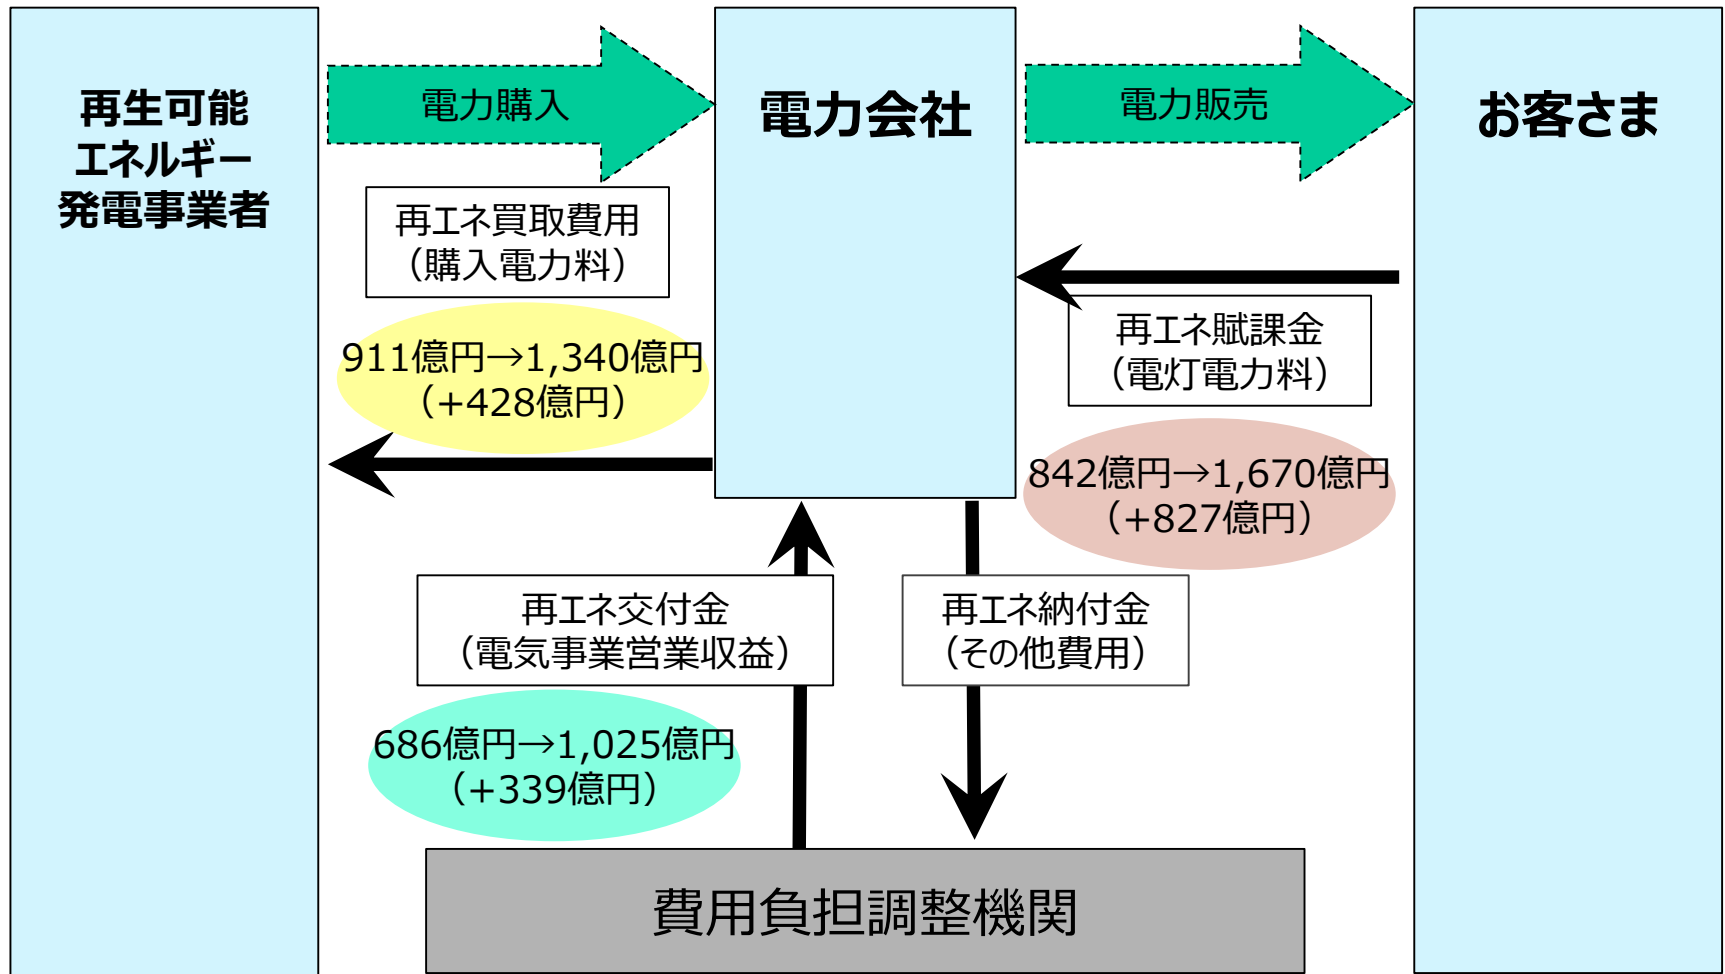 再生可能
エネルギー
発電事業者
電力購入
電力会社
電力販売
お客さま
再エネ買取費用
（購入電力料）
911億円→1,340億円
（+428億円）
再エネ賦課金
（電灯電力料）
842億円→1,670億円
（+827億円）
再エネ交付金
（電気事業営業収益）
再エネ納付金
（その他費用）
686億円→1,025億円
（+339億円）
費用負担調整機関